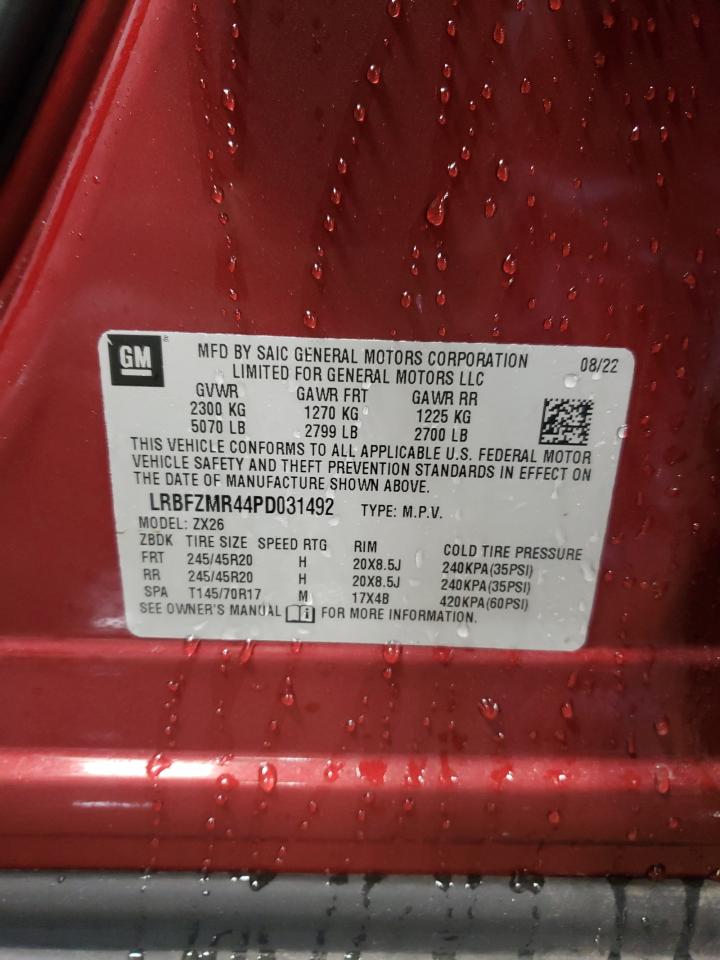 GM
MFD BY SAIC GENERAL MOTORS CORPORATION 08/22
LIMITED FOR GENERAL MOTORS LLC
GVWR GAWR FRT GAWR RR
2300 KG 1270 KG 1225 KG
5070 LB 2799 LB 2700 LB
THIS VEHICLE CONFORMS TO ALL APPLICABLE U.S. FEDERAL MOTOR
VEHICLE SAFETY AND THEFT PREVENTION STANDARDS IN EFFECT ON
THE DATE OF MANUFACTURE SHOWN ABOVE.
LRBFZMR44PD031492 TYPE: M.P.V.
MODEL: ZX26
ZBDK TIRE SIZE SPEED RTG RIM COLD TIRE PRESSURE
FRT 245/45R20 H 20X8.5J 240KPA(35PSI)
RR 245/45R20 H 20X8.5J 240KPA(35PSI)
SPA T145/70R17 M 17X4B 420KPA(60PSI)
SEE OWNER'S MANUAL FOR MORE INFORMATION.